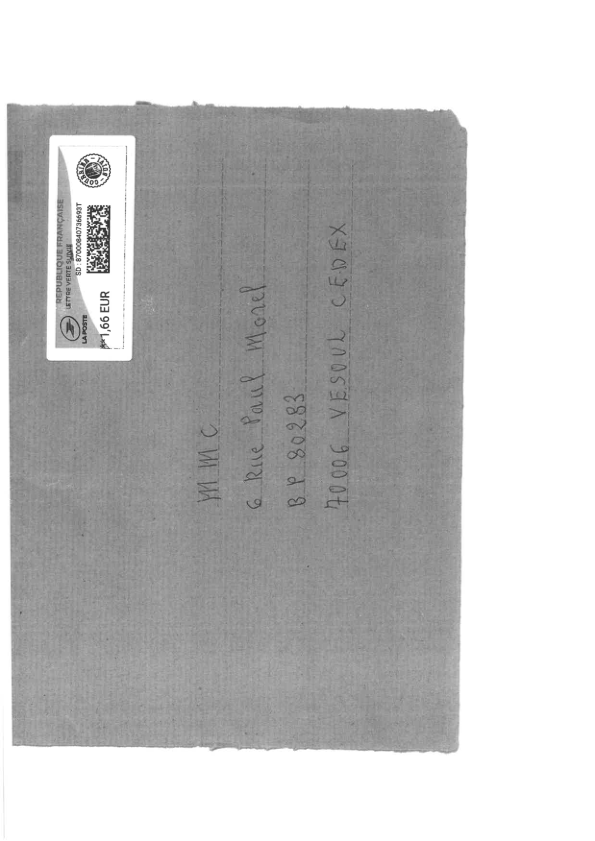 RÉPUBLIQUE FRANÇAISE
LETTRE VERTE SUIVIE
SD : 87000840736693T
LA POSTE
1,66 EUR
COURRIER
MMC
6 Rue Paul Morel
BP 80283
70006 VESOUL CEDEX